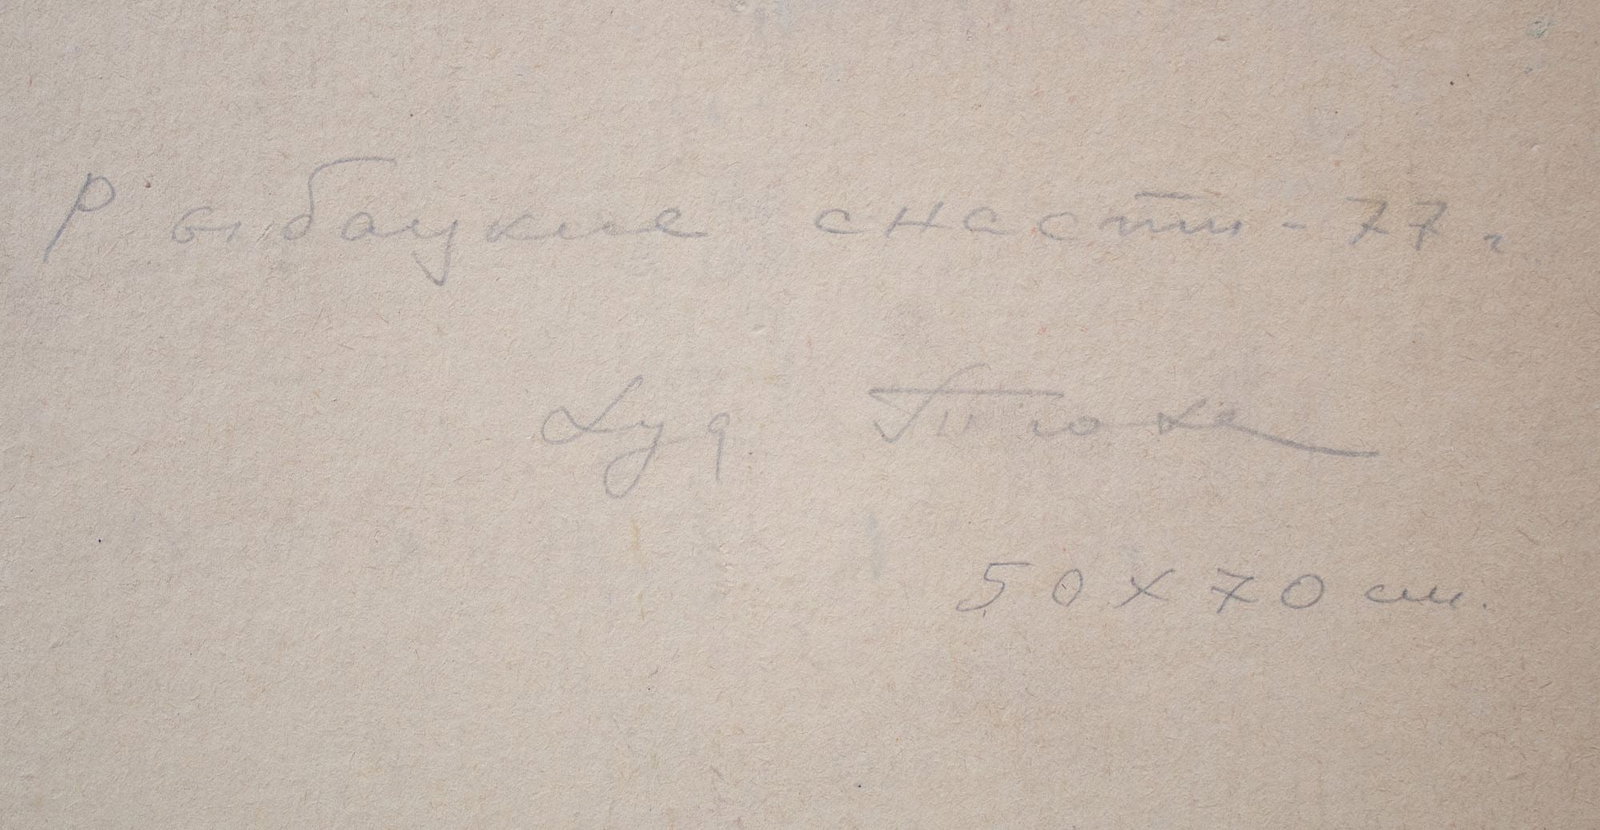 Рыбацкие снасти - 77 г
Худ
50 х 70 см.